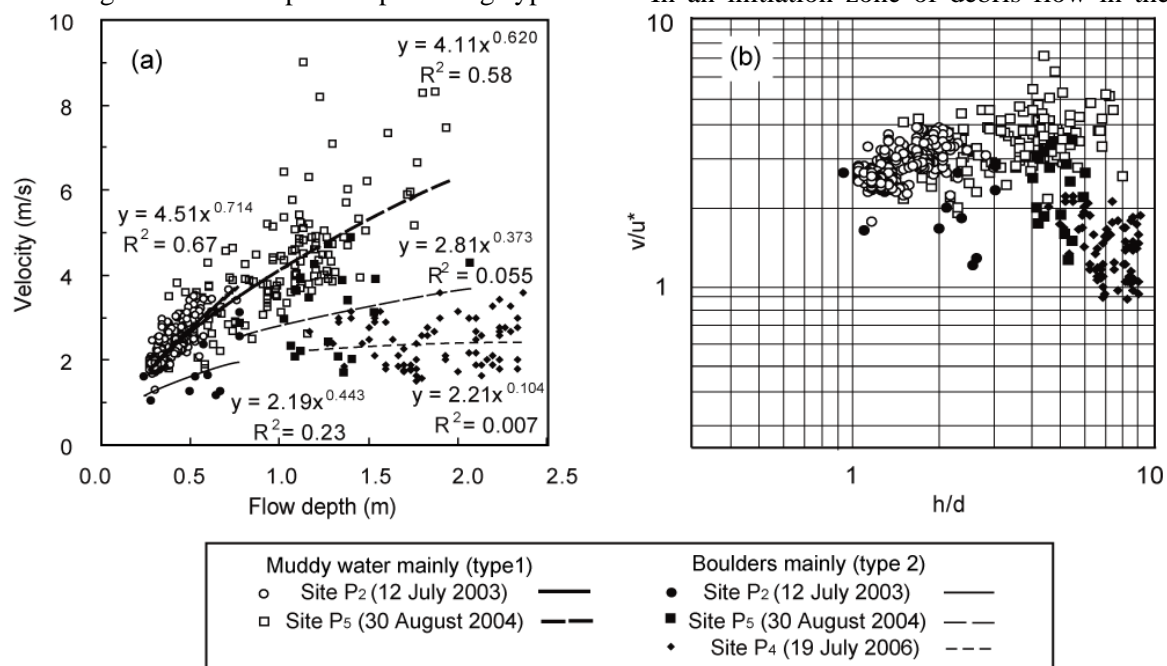 In an initiation zone of debris flow in the
(a)
y = 4.11x^0.620
R² = 0.58
y = 4.51x^0.714
R² = 0.67
y = 2.81x^0.373
R² = 0.055
y = 2.19x^0.443
R² = 0.23
y = 2.21x^0.104
R² = 0.007
10
8
6
4
2
0
Velocity (m/s)
0.0 0.5 1.0 1.5 2.0 2.5
Flow depth (m)
(b)
10
1
v/u*
1 10
h/d
Muddy water mainly (type1)
Site P₂ (12 July 2003)
Site P₅ (30 August 2004)
Boulders mainly (type 2)
Site P₂ (12 July 2003)
Site P₅ (30 August 2004)
Site P₄ (19 July 2006)